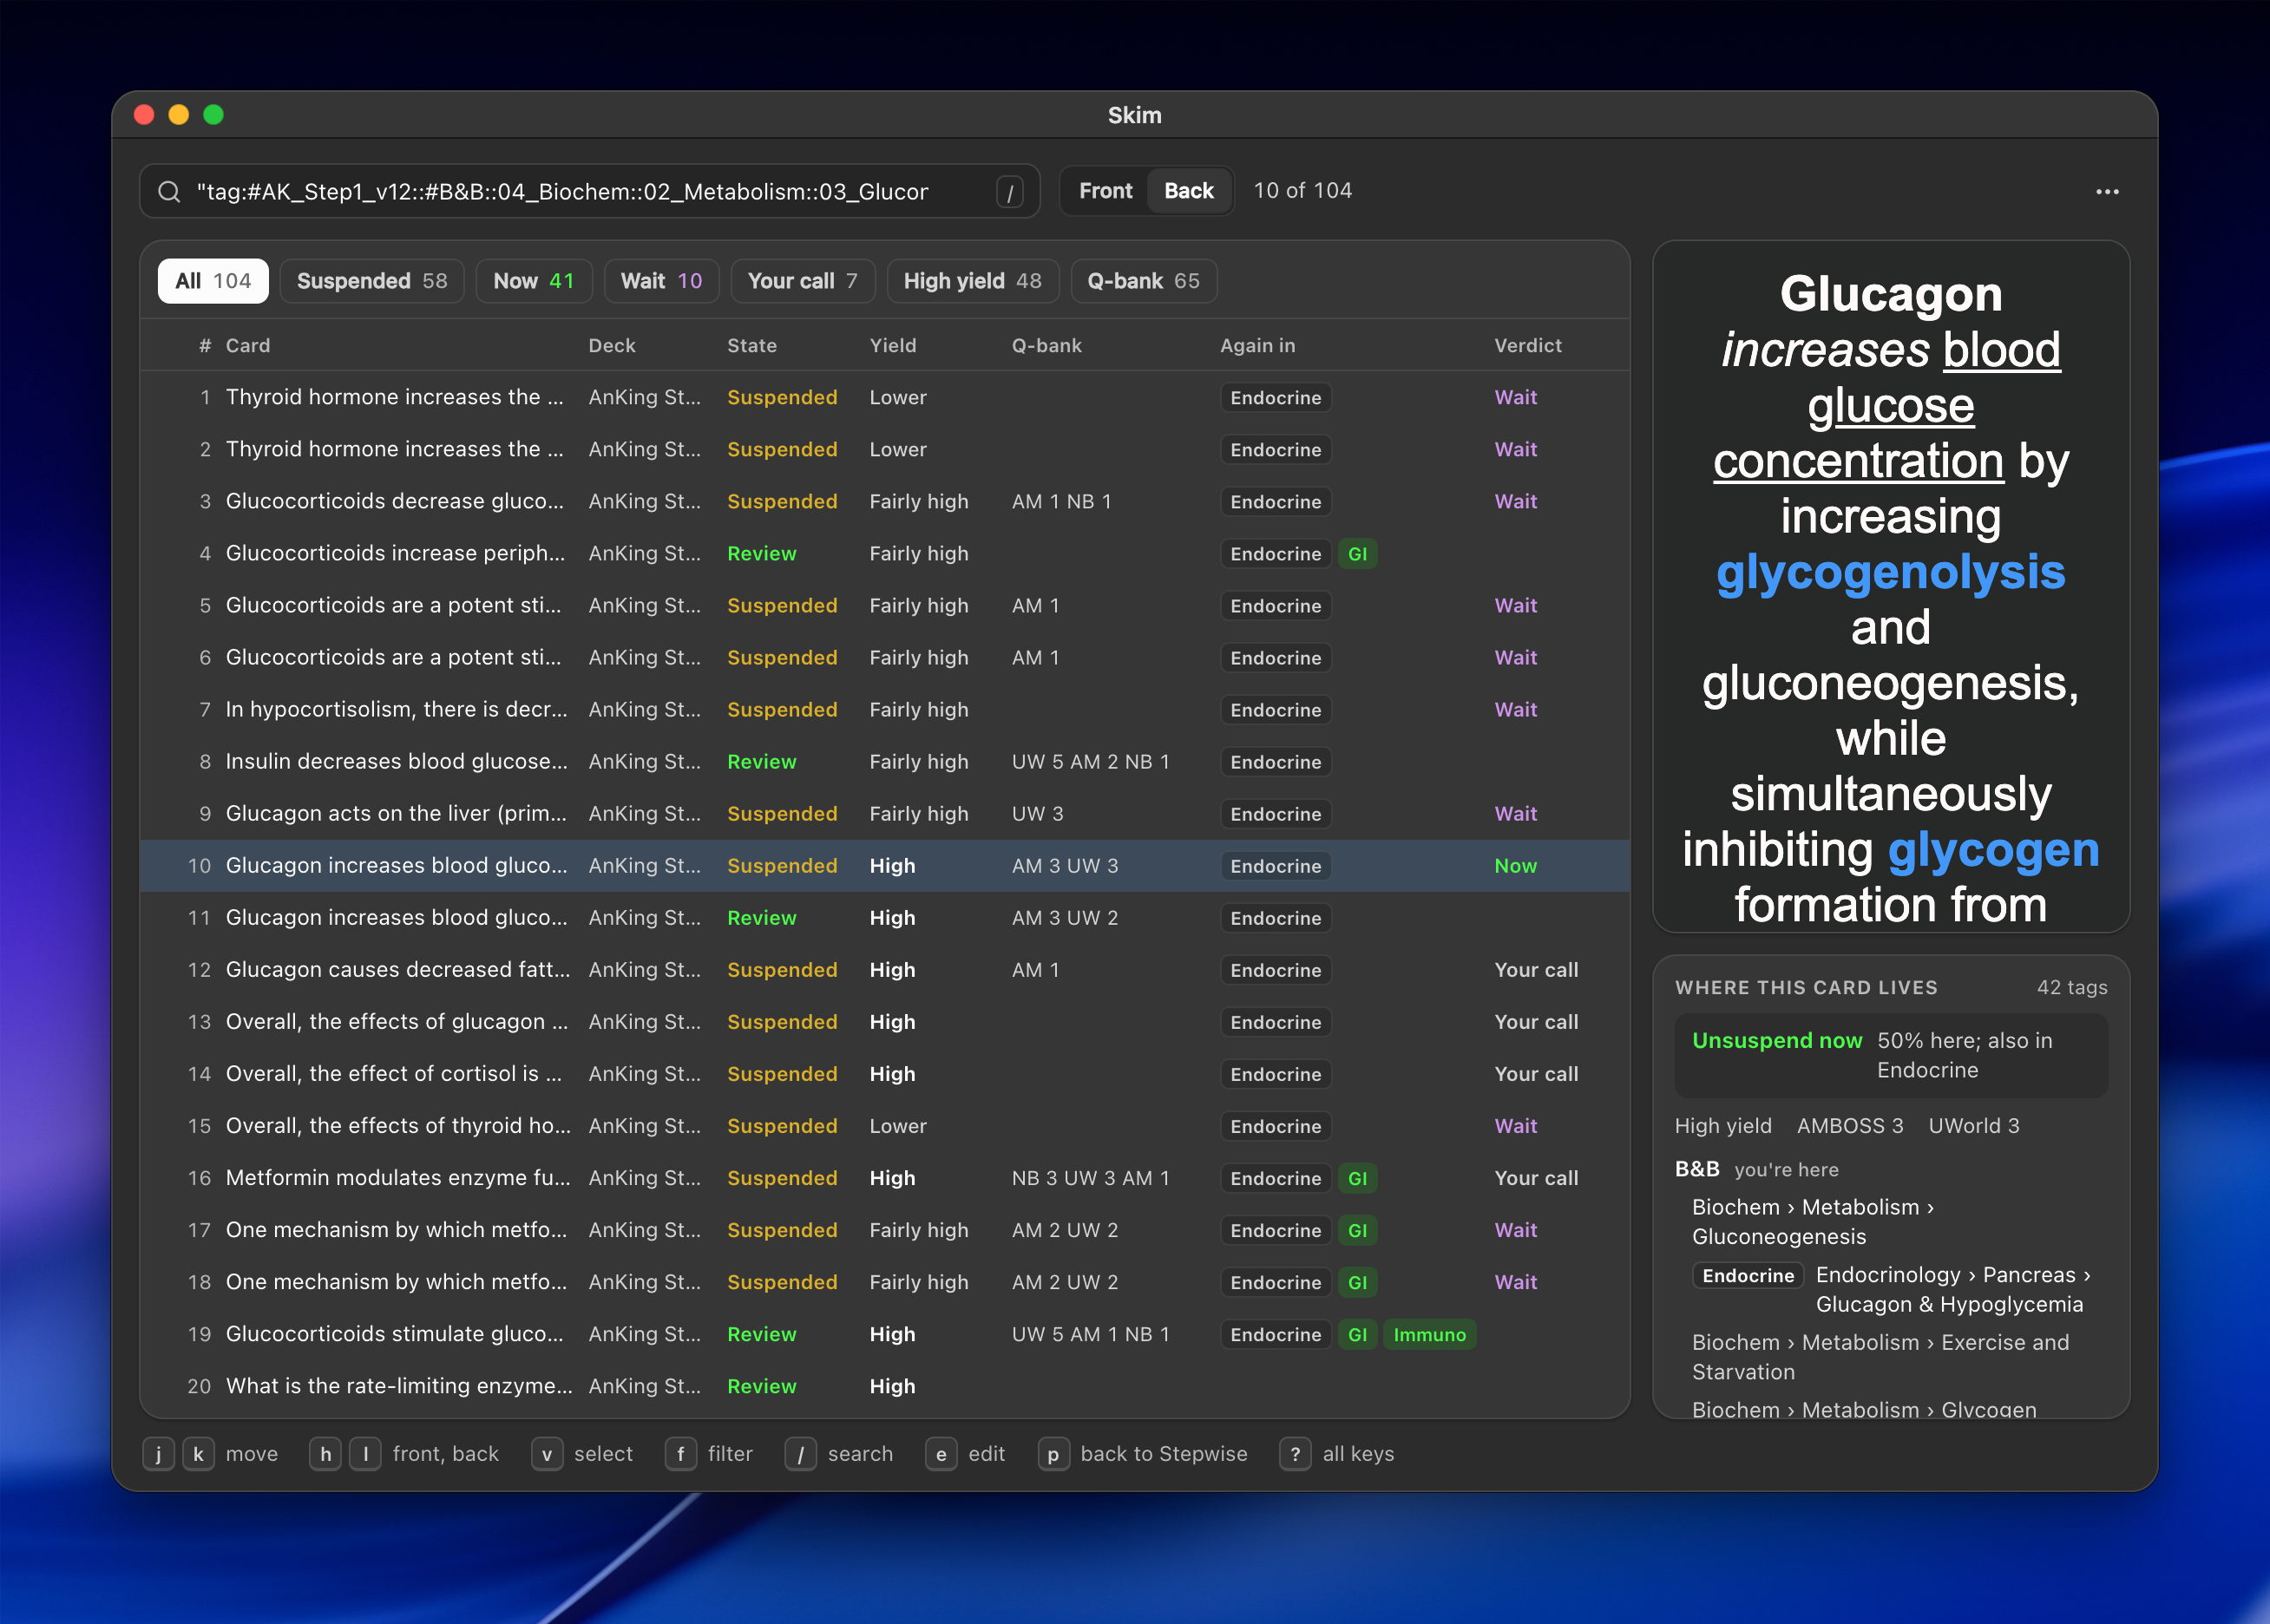 Skim
"tag:#AK_Step1_v12::#B&B::04_Biochem::02_Metabolism::03_Glucor
/
Front Back 10 of 104
All 104 Suspended 58 Now 41 Wait 10 Your call 7 High yield 48 Q-bank 65
# Card Deck State Yield Q-bank Again in Verdict
1 Thyroid hormone increases the ... AnKing St... Suspended Lower Endocrine Wait
2 Thyroid hormone increases the ... AnKing St... Suspended Lower Endocrine Wait
3 Glucocorticoids decrease gluco... AnKing St... Suspended Fairly high AM 1 NB 1 Endocrine Wait
4 Glucocorticoids increase periph... AnKing St... Review Fairly high Endocrine GI
5 Glucocorticoids are a potent sti... AnKing St... Suspended Fairly high AM 1 Endocrine Wait
6 Glucocorticoids are a potent sti... AnKing St... Suspended Fairly high AM 1 Endocrine Wait
7 In hypocortisolism, there is decr... AnKing St... Suspended Fairly high Endocrine Wait
8 Insulin decreases blood glucose... AnKing St... Review Fairly high UW 5 AM 2 NB 1 Endocrine
9 Glucagon acts on the liver (prim... AnKing St... Suspended Fairly high UW 3 Endocrine Wait
10 Glucagon increases blood gluco... AnKing St... Suspended High AM 3 UW 3 Endocrine Now
11 Glucagon increases blood gluco... AnKing St... Review High AM 3 UW 2 Endocrine
12 Glucagon causes decreased fatt... AnKing St... Suspended High AM 1 Endocrine Your call
13 Overall, the effects of glucagon ... AnKing St... Suspended High Endocrine Your call
14 Overall, the effect of cortisol is ... AnKing St... Suspended High Endocrine Your call
15 Overall, the effects of thyroid ho... AnKing St... Suspended Lower Endocrine Wait
16 Metformin modulates enzyme fu... AnKing St... Suspended High NB 3 UW 3 AM 1 Endocrine GI Your call
17 One mechanism by which metfo... AnKing St... Suspended Fairly high AM 2 UW 2 Endocrine GI Wait
18 One mechanism by which metfo... AnKing St... Suspended Fairly high AM 2 UW 2 Endocrine GI Wait
19 Glucocorticoids stimulate gluco... AnKing St... Review High UW 5 AM 1 NB 1 Endocrine GI Immuno
20 What is the rate-limiting enzyme... AnKing St... Review High
Glucagon
increases blood
glucose
concentration by
increasing
glycogenolysis
and
gluconeogenesis,
while
simultaneously
inhibiting glycogen
formation from
WHERE THIS CARD LIVES 42 tags
Unsuspend now 50% here; also in
Endocrine
High yield AMBOSS 3 UWorld 3
B&B you're here
Biochem › Metabolism ›
Gluconeogenesis
Endocrine Endocrinology › Pancreas ›
Glucagon & Hypoglycemia
Biochem › Metabolism › Exercise and
Starvation
Biochem › Metabolism › Glycogen
j k move h l front, back v select f filter / search e edit p back to Stepwise ? all keys